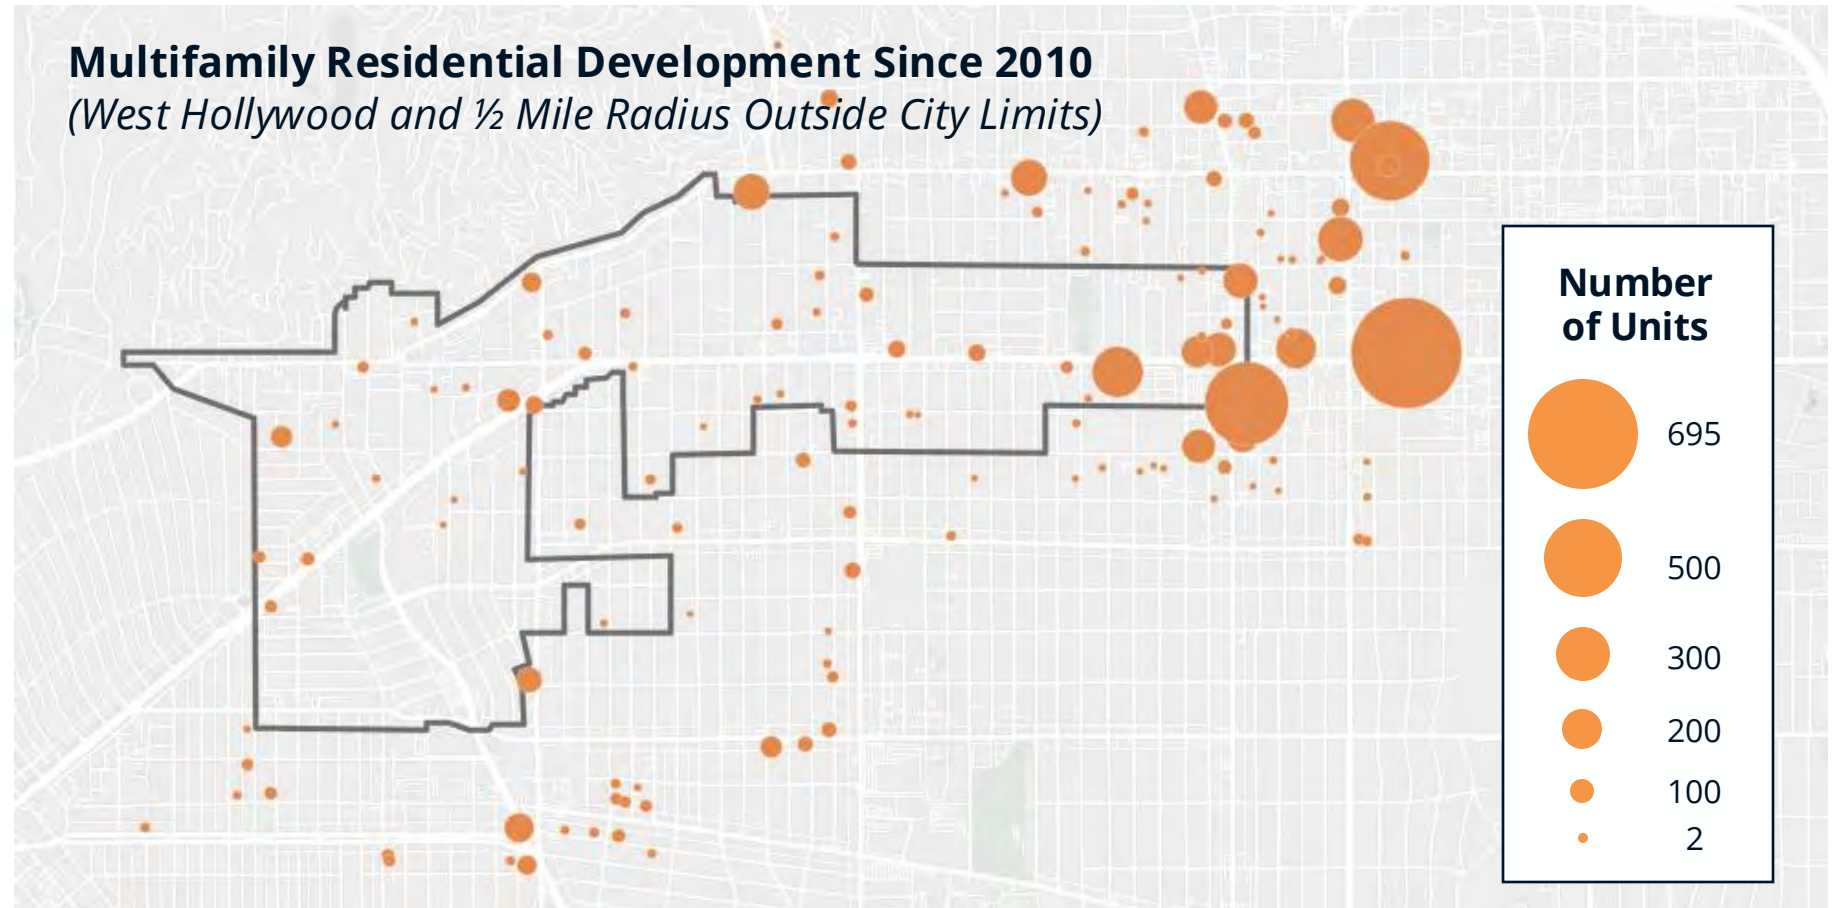 Multifamily Residential Development Since 2010
(West Hollywood and ½ Mile Radius Outside City Limits)
Number
of Units
695
500
300
200
100
2